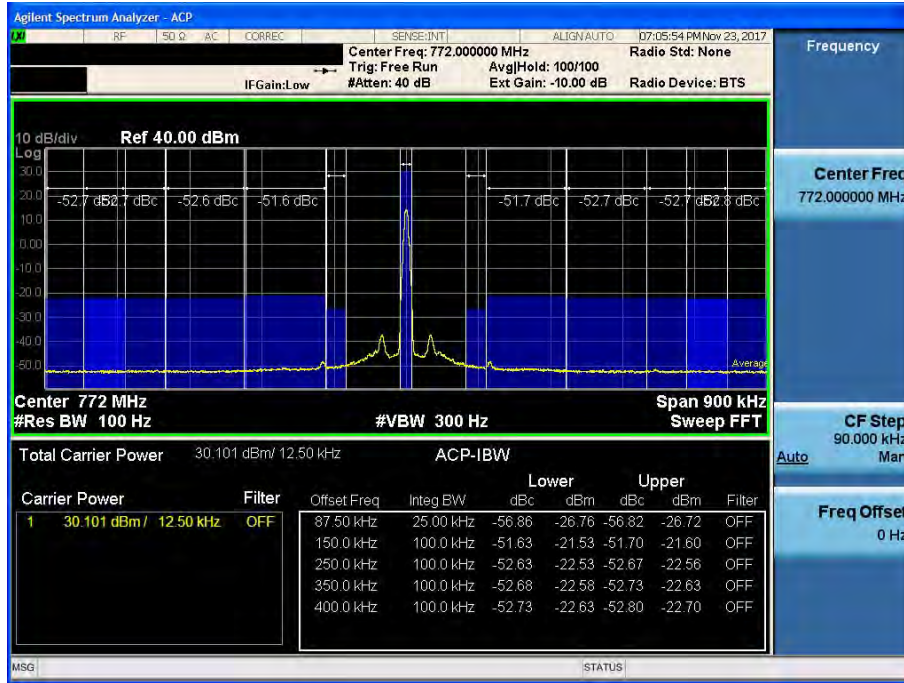 Agilent Spectrum Analyzer - ACP
LXI RF 50 Ω AC CORREC SENSE:INT ALIGN AUTO 07:05:54 PM Nov 23, 2017
Center Freq: 772.000000 MHz Radio Std: None
Trig: Free Run Avg|Hold: 100/100
IFGain:Low #Atten: 40 dB Ext Gain: -10.00 dB Radio Device: BTS
Frequency
10 dB/div Ref 40.00 dBm
Log
30.0
20.0
-52.7 dBc -52.6 dBc -51.6 dBc -51.7 dBc -52.7 dBc -52.8 dBc
10.0
0.00
-10.0
-20.0
-30.0
-40.0
-50.0
Average
Center 772 MHz Span 900 kHz
#Res BW 100 Hz #VBW 300 Hz Sweep FFT
Total Carrier Power 30.101 dBm/ 12.50 kHz ACP-IBW
Lower Upper
Carrier Power Filter Offset Freq Integ BW dBc dBm dBc dBm Filter
1 30.101 dBm / 12.50 kHz OFF 87.50 kHz 25.00 kHz -56.86 -26.76 -56.82 -26.72 OFF
150.0 kHz 100.0 kHz -51.63 -21.53 -51.70 -21.60 OFF
250.0 kHz 100.0 kHz -52.63 -22.53 -52.67 -22.56 OFF
350.0 kHz 100.0 kHz -52.68 -22.58 -52.73 -22.63 OFF
400.0 kHz 100.0 kHz -52.73 -22.63 -52.80 -22.70 OFF
Center Freq
772.000000 MHz
CF Step
90.000 kHz
Auto Man
Freq Offset
0 Hz
MSG STATUS